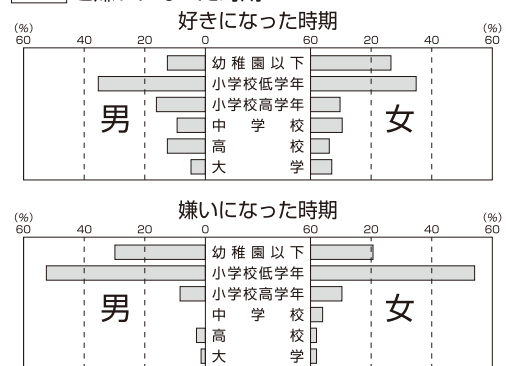 好きになった時期
(%) (%)
60 40 20 0 60 20 40 60
幼稚園以下
小学校低学年
小学校高学年
中学校
高校
大学
男 女
嫌いになった時期
(%) (%)
60 40 20 0 60 20 40 60
幼稚園以下
小学校低学年
小学校高学年
中学校
高校
大学
男 女